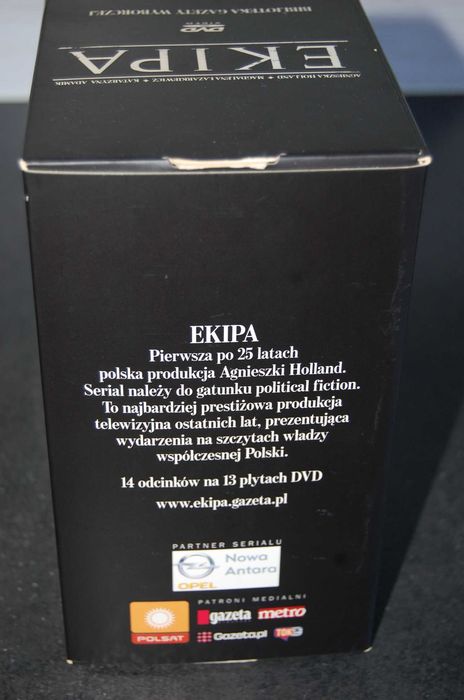 BIBLIOTEKA GAZETY WYBORCZEJ
DVD
VIDEO
EKIPA
AGNIESZKA HOLLAND ✦ MAGDALENA ŁAZARKIEWICZ ✦ KATARZYNA ADAMIK
EKIPA
Pierwsza po 25 latach
polska produkcja Agnieszki Holland.
Serial należy do gatunku political fiction.
To najbardziej prestiżowa produkcja
telewizyjna ostatnich lat, prezentująca
wydarzenia na szczytach władzy
współczesnej Polski.
14 odcinków na 13 płytach DVD
www.ekipa.gazeta.pl
PARTNER SERIALU
OPEL
Nowa
Antara
PATRONI MEDIALNI
POLSAT
gazeta
metro
Gazeta.pl
TOK